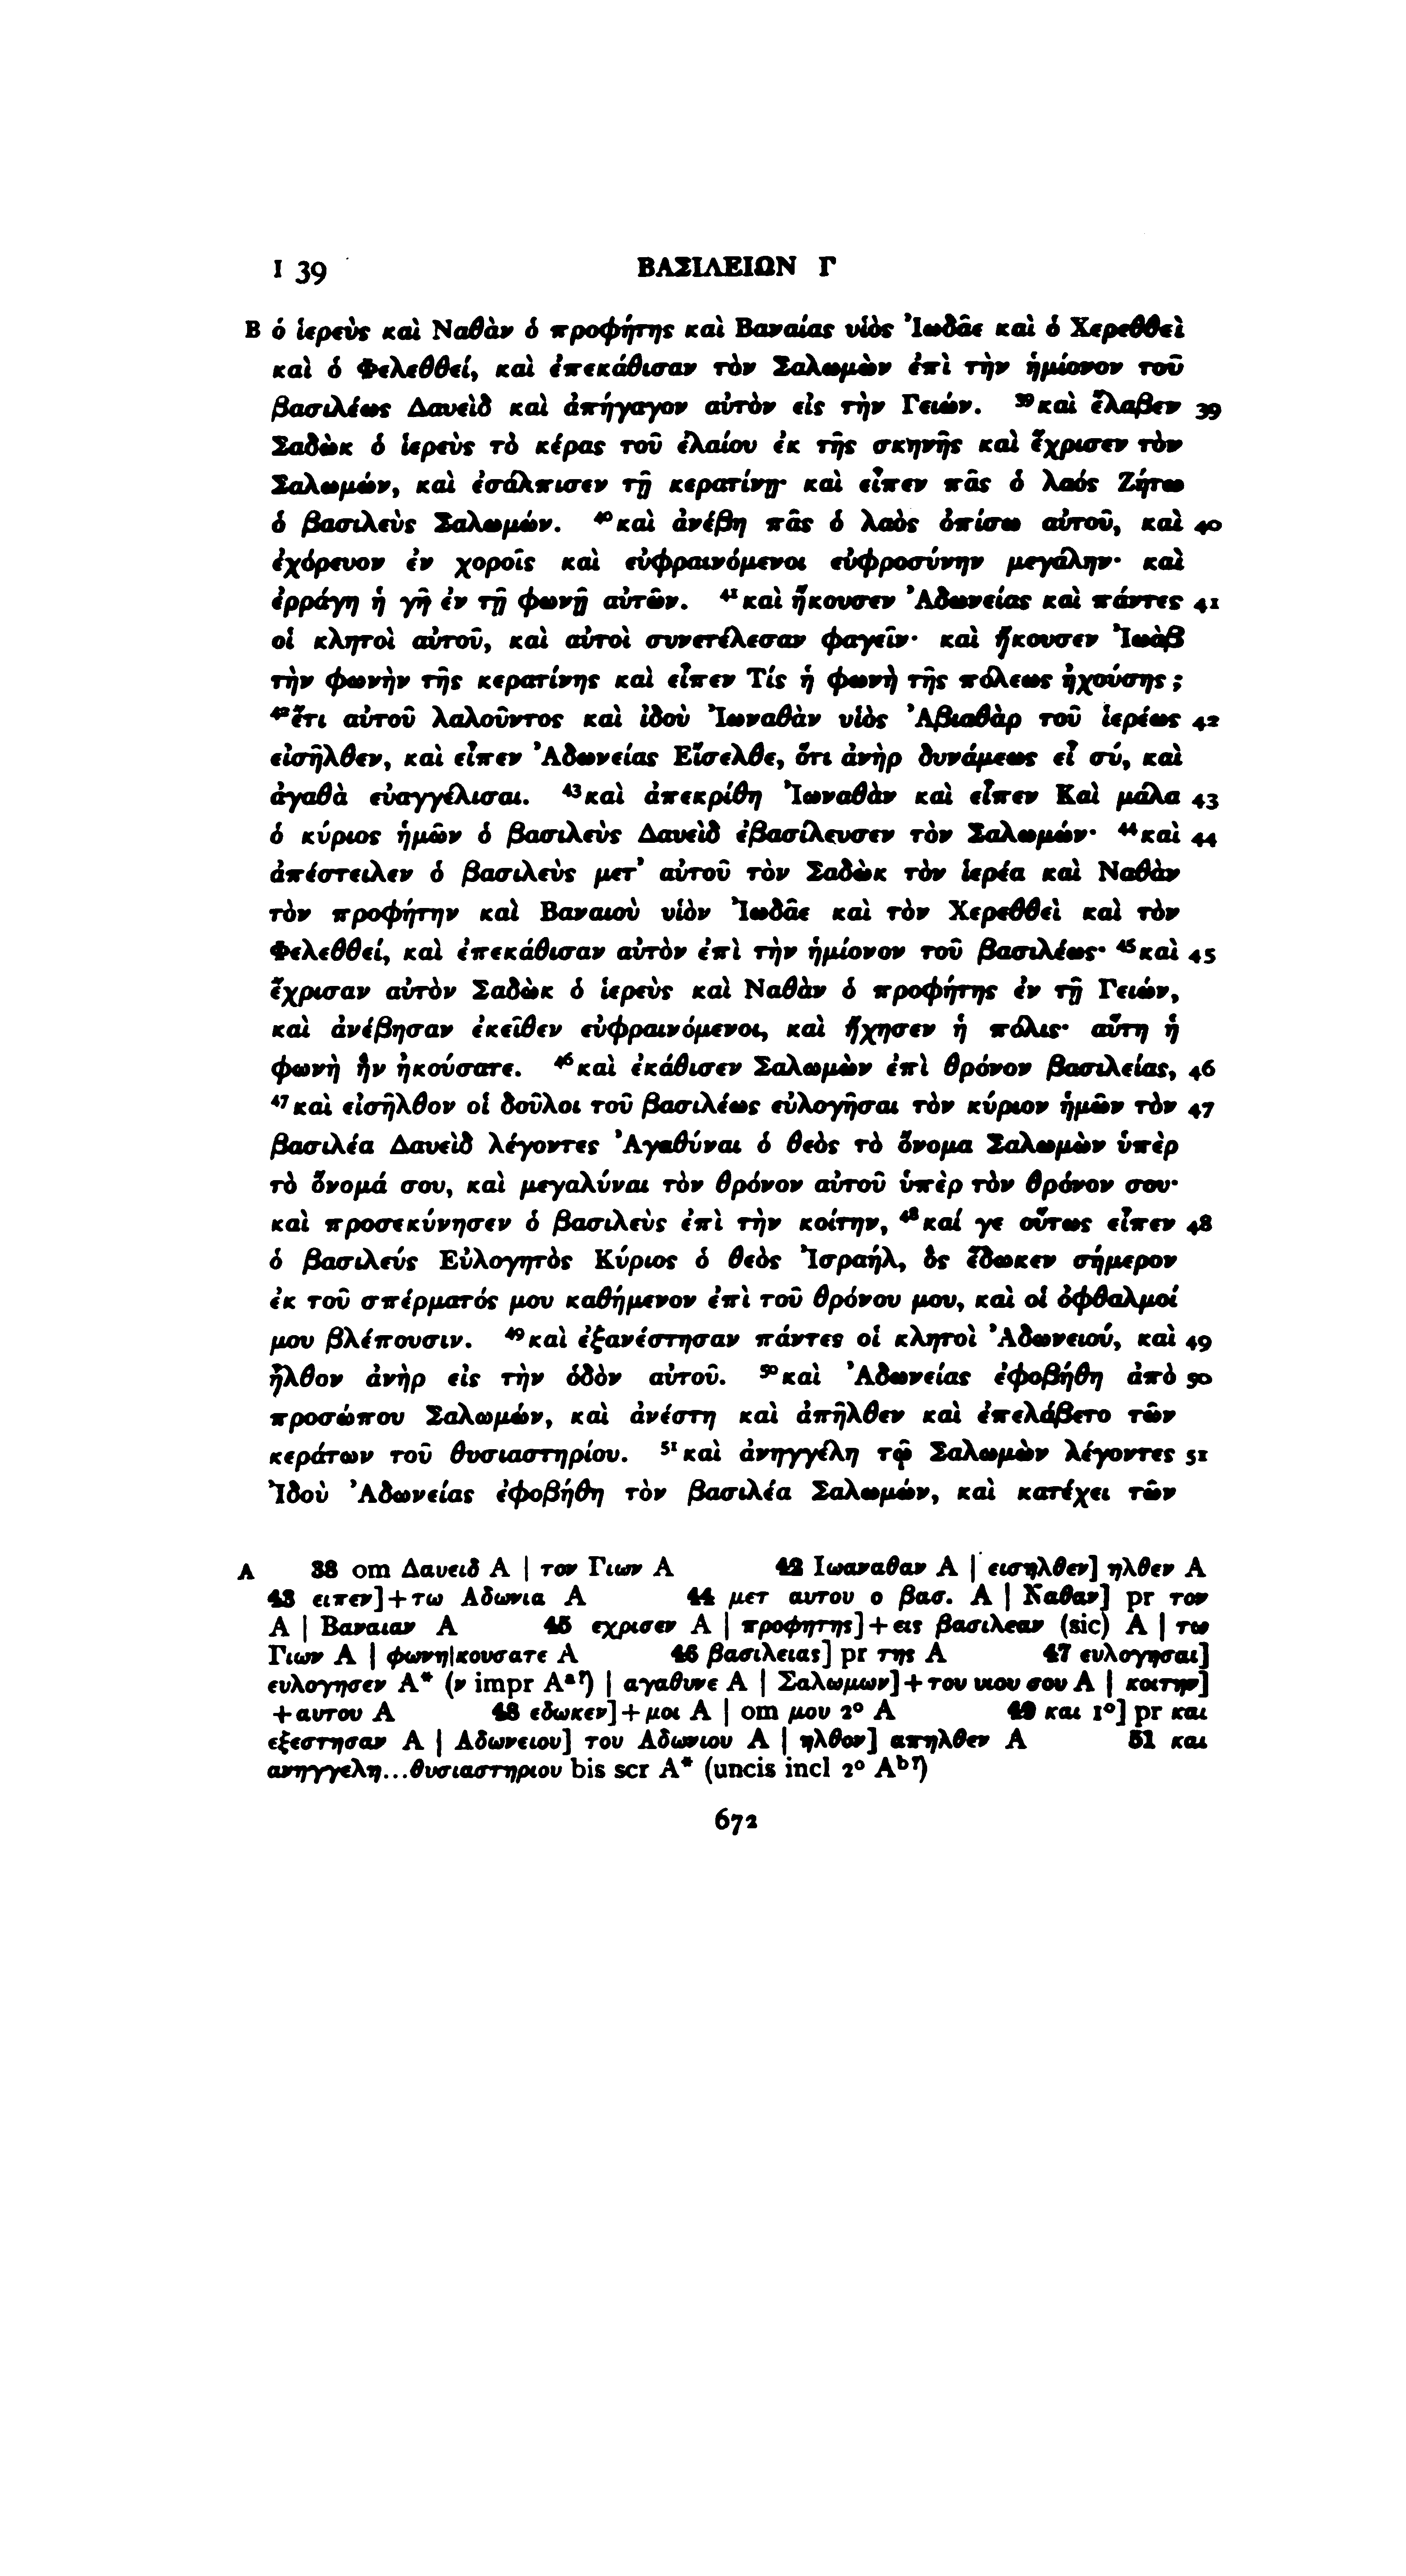 I 39 ΒΑΣΙΛΕΙΩΝ Γ
B ὁ ἱερεὺς καὶ Ναθὰν ὁ προφήτης καὶ Βαναίας υἱὸς Ἰωδᾶε καὶ ὁ Χερεθθεὶ
καὶ ὁ Φελεθθεί, καὶ ἐπεκάθισαν τὸν Σαλωμὼν ἐπὶ τὴν ἡμίονον τοῦ
βασιλέως Δαυεὶδ καὶ ἀπήγαγον αὐτὸν εἰς τὴν Γειών. ³⁹καὶ ἔλαβεν 39
Σαδὼκ ὁ ἱερεὺς τὸ κέρας τοῦ ἐλαίου ἐκ τῆς σκηνῆς καὶ ἔχρισεν τὸν
Σαλωμών, καὶ ἐσάλπισεν τῇ κερατίνῃ· καὶ εἶπεν πᾶς ὁ λαός Ζήτω
ὁ βασιλεὺς Σαλωμών. ⁴⁰καὶ ἀνέβη πᾶς ὁ λαὸς ὀπίσω αὐτοῦ, καὶ 40
ἐχόρευον ἐν χοροῖς καὶ εὐφραινόμενοι εὐφροσύνην μεγάλην· καὶ
ἐρράγη ἡ γῆ ἐν τῇ φωνῇ αὐτῶν. ⁴¹καὶ ἤκουσεν Ἀδωνείας καὶ πάντες 41
οἱ κλητοὶ αὐτοῦ, καὶ αὐτοὶ συνετέλεσαν φαγεῖν· καὶ ἤκουσεν Ἰωὰβ
τὴν φωνὴν τῆς κερατίνης καὶ εἶπεν Τίς ἡ φωνὴ τῆς πόλεως ἠχούσης ;
⁴²ἔτι αὐτοῦ λαλοῦντος καὶ ἰδοὺ Ἰωναθὰν υἱὸς Ἀβιαθὰρ τοῦ ἱερέως 42
εἰσῆλθεν, καὶ εἶπεν Ἀδωνείας Εἴσελθε, ὅτι ἀνὴρ δυνάμεως εἶ σύ, καὶ
ἀγαθὰ εὐαγγέλισαι. ⁴³καὶ ἀπεκρίθη Ἰωναθὰν καὶ εἶπεν Καὶ μάλα 43
ὁ κύριος ἡμῶν ὁ βασιλεὺς Δαυεὶδ ἐβασίλευσεν τὸν Σαλωμών· ⁴⁴καὶ 44
ἀπέστειλεν ὁ βασιλεὺς μετ’ αὐτοῦ τὸν Σαδὼκ τὸν ἱερέα καὶ Ναθὰν
τὸν προφήτην καὶ Βαναιοὺ υἱὸν Ἰωδᾶε καὶ τὸν Χερεθθεὶ καὶ τὸν
Φελεθθεί, καὶ ἐπεκάθισαν αὐτὸν ἐπὶ τὴν ἡμίονον τοῦ βασιλέως· ⁴⁵καὶ 45
ἔχρισαν αὐτὸν Σαδὼκ ὁ ἱερεὺς καὶ Ναθὰν ὁ προφήτης ἐν τῇ Γειών,
καὶ ἀνέβησαν ἐκεῖθεν εὐφραινόμενοι, καὶ ἤχησεν ἡ πόλις· αὕτη ἡ
φωνὴ ἣν ἠκούσατε. ⁴⁶καὶ ἐκάθισεν Σαλωμὼν ἐπὶ θρόνον βασιλείας, 46
⁴⁷καὶ εἰσῆλθον οἱ δοῦλοι τοῦ βασιλέως εὐλογῆσαι τὸν κύριον ἡμῶν τὸν 47
βασιλέα Δαυεὶδ λέγοντες Ἀγαθύναι ὁ θεὸς τὸ ὄνομα Σαλωμὼν ὑπὲρ
τὸ ὄνομά σου, καὶ μεγαλύναι τὸν θρόνον αὐτοῦ ὑπὲρ τὸν θρόνον σου·
καὶ προσεκύνησεν ὁ βασιλεὺς ἐπὶ τὴν κοίτην, ⁴⁸καί γε οὕτως εἶπεν 48
ὁ βασιλεύς Εὐλογητὸς Κύριος ὁ θεὸς Ἰσραήλ, ὃς ἔδωκεν σήμερον
ἐκ τοῦ σπέρματός μου καθήμενον ἐπὶ τοῦ θρόνου μου, καὶ οἱ ὀφθαλμοί
μου βλέπουσιν. ⁴⁹καὶ ἐξανέστησαν πάντες οἱ κλητοὶ Ἀδωνειού, καὶ 49
ἦλθον ἀνὴρ εἰς τὴν ὁδὸν αὐτοῦ. ⁵⁰καὶ Ἀδωνείας ἐφοβήθη ἀπὸ 50
προσώπου Σαλωμών, καὶ ἀνέστη καὶ ἀπῆλθεν καὶ ἐπελάβετο τῶν
κεράτων τοῦ θυσιαστηρίου. ⁵¹καὶ ἀνηγγέλη τῷ Σαλωμὼν λέγοντες 51
Ἰδοὺ Ἀδωνείας ἐφοβήθη τὸν βασιλέα Σαλωμών, καὶ κατέχει τῶν
A 38 om Δαυειδ A | τον Γιων A 42 Ιωαναθαν A | εισηλθεν] ηλθεν A
43 ειπεν]+τω Αδωνια A 44 μετ αυτου ο βασ. A | Ναθαν] pr τον
A | Βαναιαν A 45 εχρισεν A | προφητης]+εις βασιλεαν (sic) A | τω
Γιων A | φωνη|κουσατε A 46 βασιλειας] pr της A 47 ευλογησαι]
ευλογησεν A* (ν impr Aᵃ?) | αγαθυνε A | Σαλωμων]+του υιου σου A | κοιτην]
+αυτου A 48 εδωκεν]+μοι A | om μου 2° A 49 και 1°] pr και
εξεστησαν A | Αδωνειου] του Αδωνιου A | ηλθον] απηλθεν A 51 και
ανηγγελη...θυσιαστηριου bis scr A* (uncis incl 2° Aᵇ?)
672